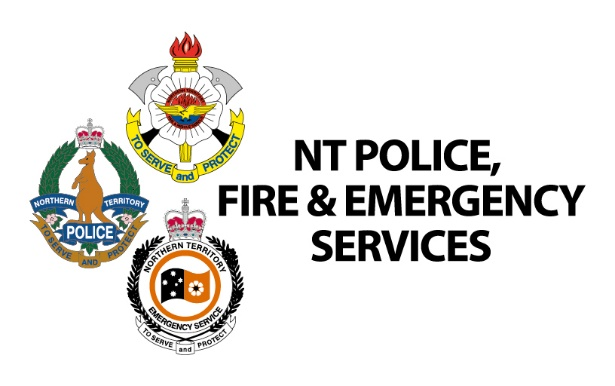 TO SERVE and PROTECT
NORTHERN TERRITORY
POLICE
TO SERVE AND PROTECT
NORTHERN TERRITORY
EMERGENCY SERVICE
TO SERVE and PROTECT
NT POLICE,
FIRE & EMERGENCY
SERVICES